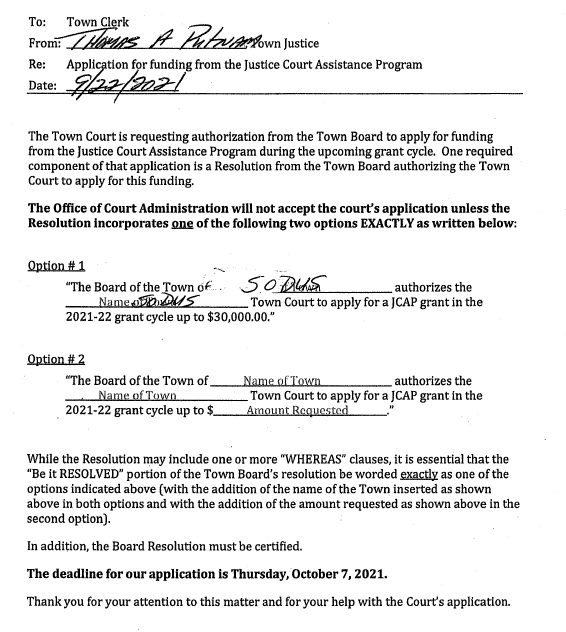 To: Town Clerk
From: Thomas A Putnam Town Justice
Re: Application for funding from the Justice Court Assistance Program
Date: 9/22/2021
The Town Court is requesting authorization from the Town Board to apply for funding
from the Justice Court Assistance Program during the upcoming grant cycle. One required
component of that application is a Resolution from the Town Board authorizing the Town
Court to apply for this funding.
The Office of Court Administration will not accept the court's application unless the
Resolution incorporates one of the following two options EXACTLY as written below:
Option # 1
"The Board of the Town of SODUS authorizes the
Name of SODUS Town Court to apply for a JCAP grant in the
2021-22 grant cycle up to $30,000.00."
Option # 2
"The Board of the Town of Name of Town authorizes the
Name of Town Town Court to apply for a JCAP grant in the
2021-22 grant cycle up to $ Amount Requested ."
While the Resolution may include one or more "WHEREAS" clauses, it is essential that the
"Be it RESOLVED" portion of the Town Board's resolution be worded exactly as one of the
options indicated above (with the addition of the name of the Town inserted as shown
above in both options and with the addition of the amount requested as shown above in the
second option).
In addition, the Board Resolution must be certified.
The deadline for our application is Thursday, October 7, 2021.
Thank you for your attention to this matter and for your help with the Court's application.